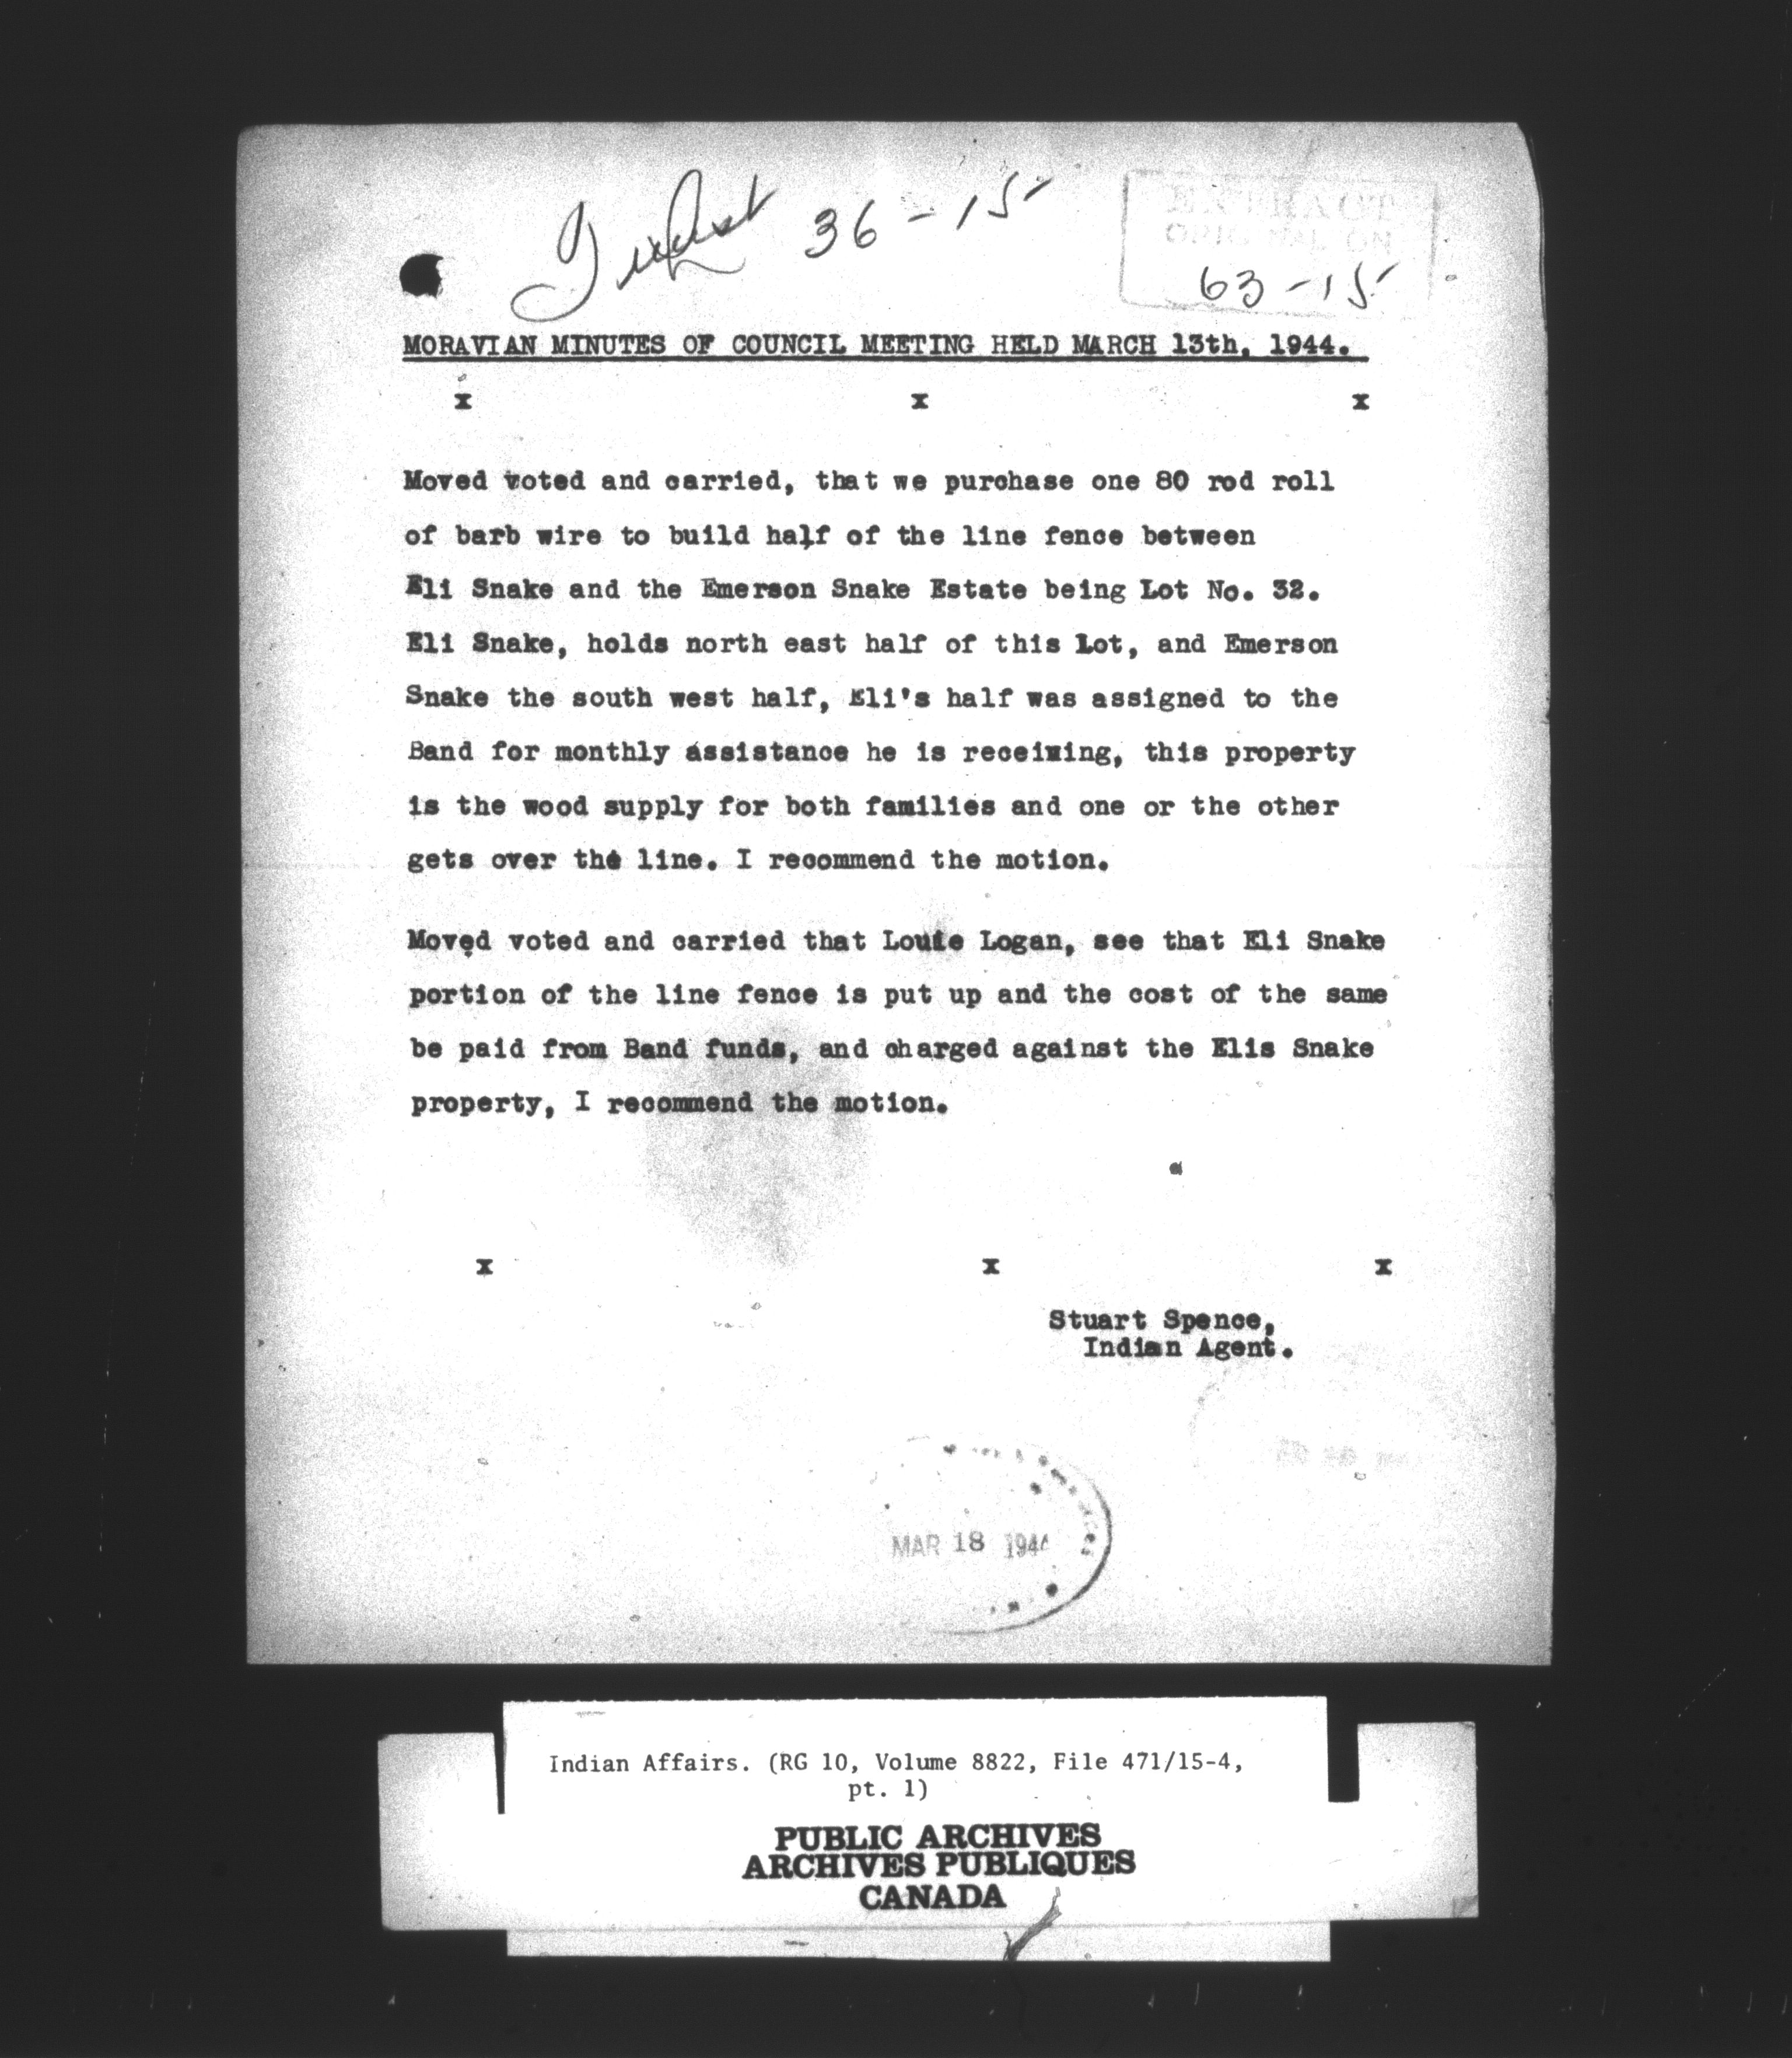 36-15
EXTRACT
ORIGINAL ON
63-15
MORAVIAN MINUTES OF COUNCIL MEETING HELD MARCH 13th, 1944.
x x x
Moved voted and carried, that we purchase one 80 rod roll
of barb wire to build half of the line fence between
Eli Snake and the Emerson Snake Estate being Lot No. 32.
Eli Snake, holds north east half of this Lot, and Emerson
Snake the south west half, Eli's half was assigned to the
Band for monthly assistance he is receiving, this property
is the wood supply for both families and one or the other
gets over the line. I recommend the motion.
Moved voted and carried that Louie Logan, see that Eli Snake
portion of the line fence is put up and the cost of the same
be paid from Band funds, and charged against the Elis Snake
property, I recommend the motion.
x x x
Stuart Spence,
Indian Agent.
MAR 18 1944
Indian Affairs. (RG 10, Volume 8822, File 471/15-4,
pt. 1)
PUBLIC ARCHIVES
ARCHIVES PUBLIQUES
CANADA